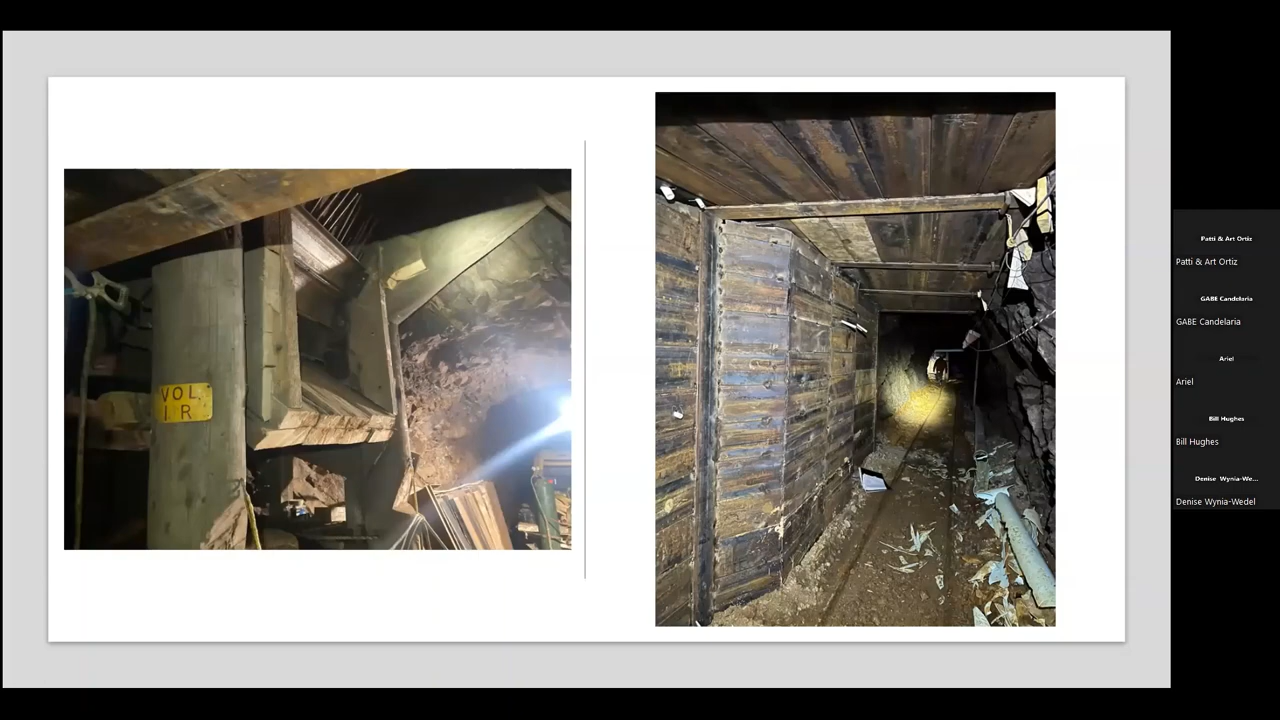 VOL
I R
Patti & Art Ortiz
Patti & Art Ortiz
GABE Candelaria
GABE Candelaria
Ariel
Ariel
Bill Hughes
Bill Hughes
Denise Wynia-We...
Denise Wynia-Wedel